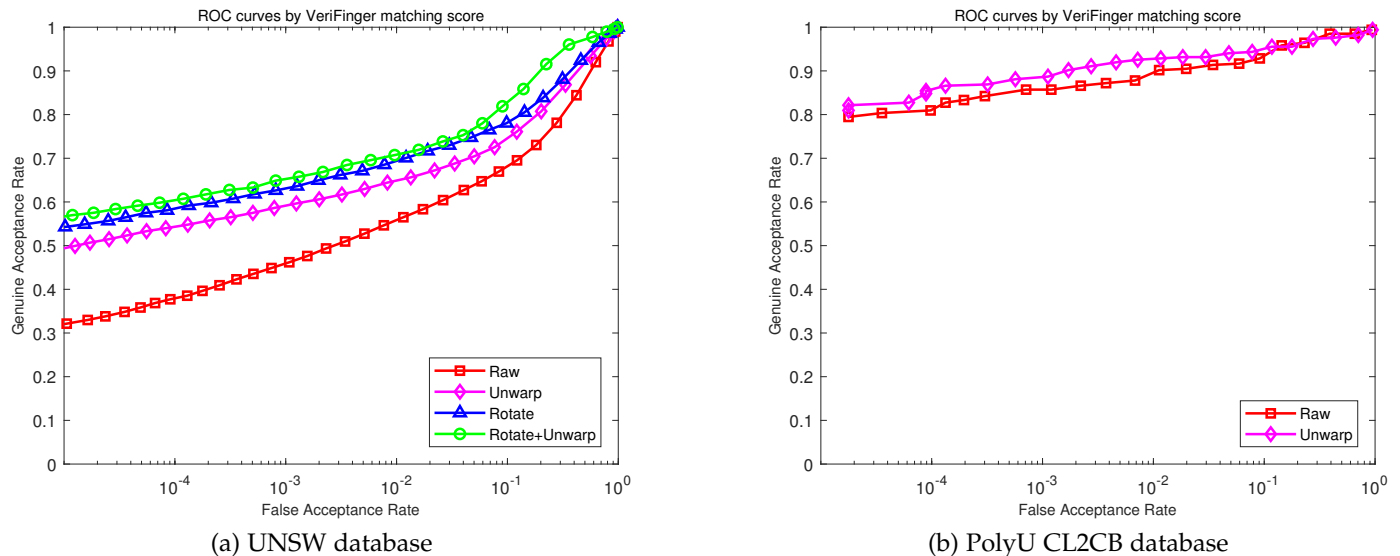 ROC curves by VeriFinger matching score
1
0.9
0.8
0.7
0.6
0.5
0.4
0.3
0.2
0.1
0
Genuine Acceptance Rate
10^-4
10^-3
10^-2
10^-1
10^0
False Acceptance Rate
Raw
Unwarp
Rotate
Rotate+Unwarp
(a) UNSW database
ROC curves by VeriFinger matching score
1
0.9
0.8
0.7
0.6
0.5
0.4
0.3
0.2
0.1
0
Genuine Acceptance Rate
10^-4
10^-3
10^-2
10^-1
10^0
False Acceptance Rate
Raw
Unwarp
(b) PolyU CL2CB database